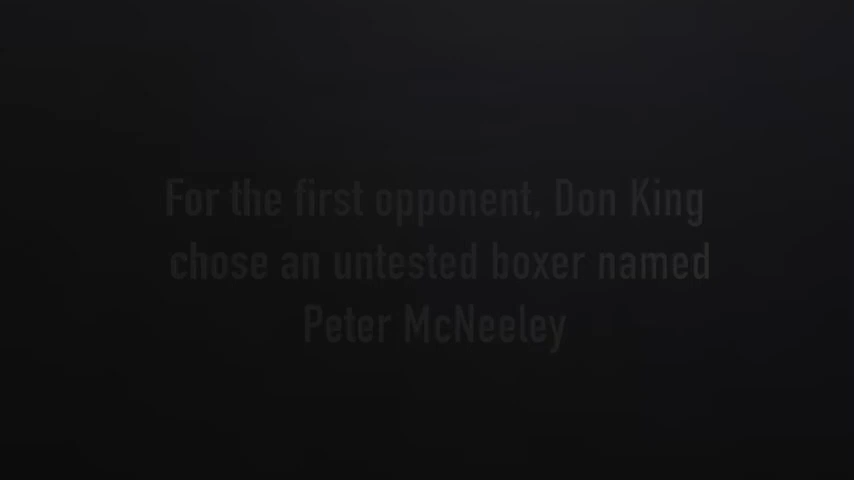 For the first opponent, Don King
chose an untested boxer named
Peter McNeeley